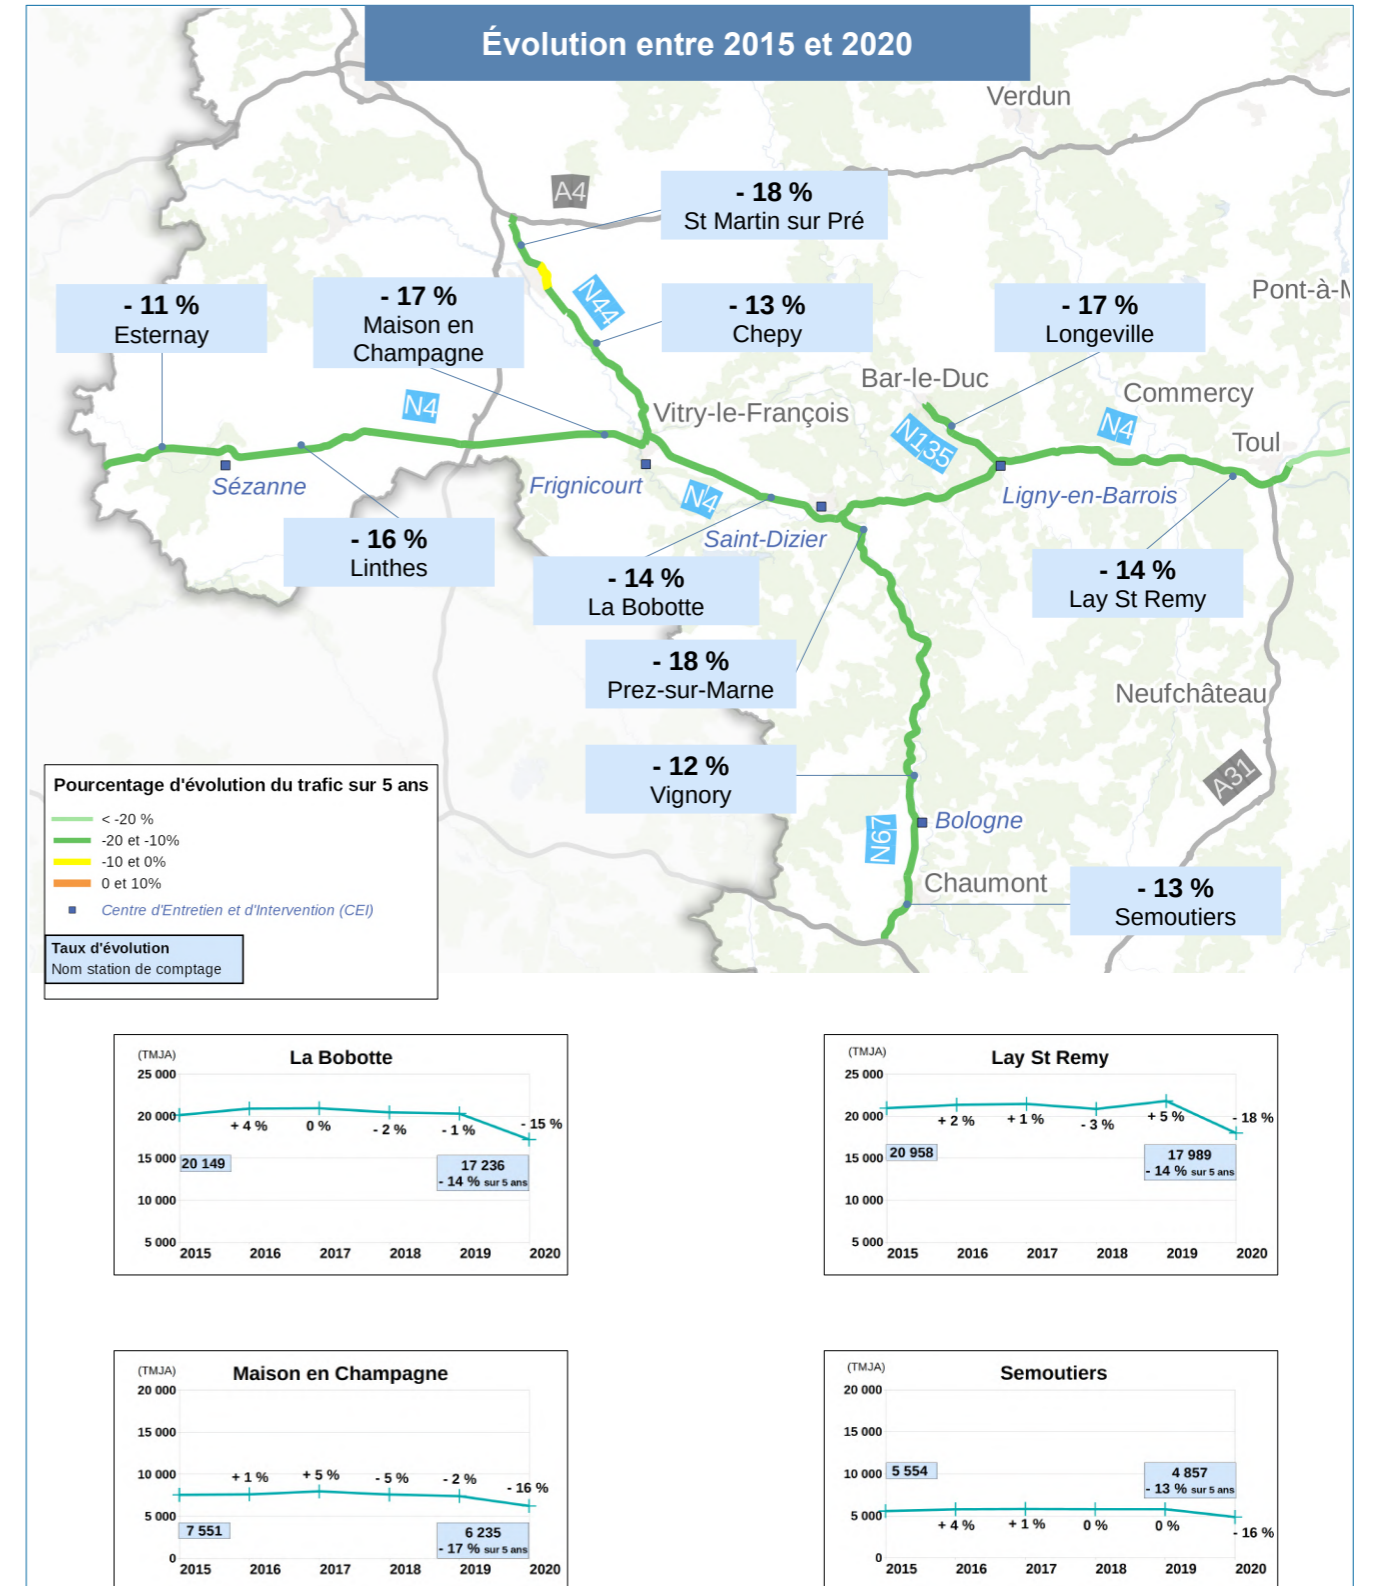 Évolution entre 2015 et 2020
Verdun
A4
- 18 %
St Martin sur Pré
Pont-à-M
- 11 %
Esternay
- 17 %
Maison en
Champagne
N44
- 13 %
Chepy
- 17 %
Longeville
Bar-le-Duc
Commercy
N4
Vitry-le-François
N135
N4
Toul
Sézanne
Frignicourt
N4
Ligny-en-Barrois
Saint-Dizier
- 16 %
Linthes
- 14 %
La Bobotte
- 14 %
Lay St Remy
- 18 %
Prez-sur-Marne
Neufchâteau
- 12 %
Vignory
A31
N67
Bologne
Chaumont
- 13 %
Semoutiers
Pourcentage d'évolution du trafic sur 5 ans
< -20 %
-20 et -10%
-10 et 0%
0 et 10%
Centre d'Entretien et d'Intervention (CEI)
Taux d'évolution
Nom station de comptage
(TMJA)
La Bobotte
25 000
20 000
15 000
10 000
5 000
+ 4 %
0 %
- 2 %
- 1 %
- 15 %
20 149
17 236
- 14 % sur 5 ans
2015 2016 2017 2018 2019 2020
(TMJA)
Lay St Remy
25 000
20 000
15 000
10 000
5 000
+ 2 %
+ 1 %
- 3 %
+ 5 %
- 18 %
20 958
17 989
- 14 % sur 5 ans
2015 2016 2017 2018 2019 2020
(TMJA)
Maison en Champagne
20 000
15 000
10 000
5 000
0
+ 1 %
+ 5 %
- 5 %
- 2 %
- 16 %
7 551
6 235
- 17 % sur 5 ans
2015 2016 2017 2018 2019 2020
(TMJA)
Semoutiers
20 000
15 000
10 000
5 000
0
5 554
4 857
- 13 % sur 5 ans
+ 4 %
+ 1 %
0 %
0 %
- 16 %
2015 2016 2017 2018 2019 2020